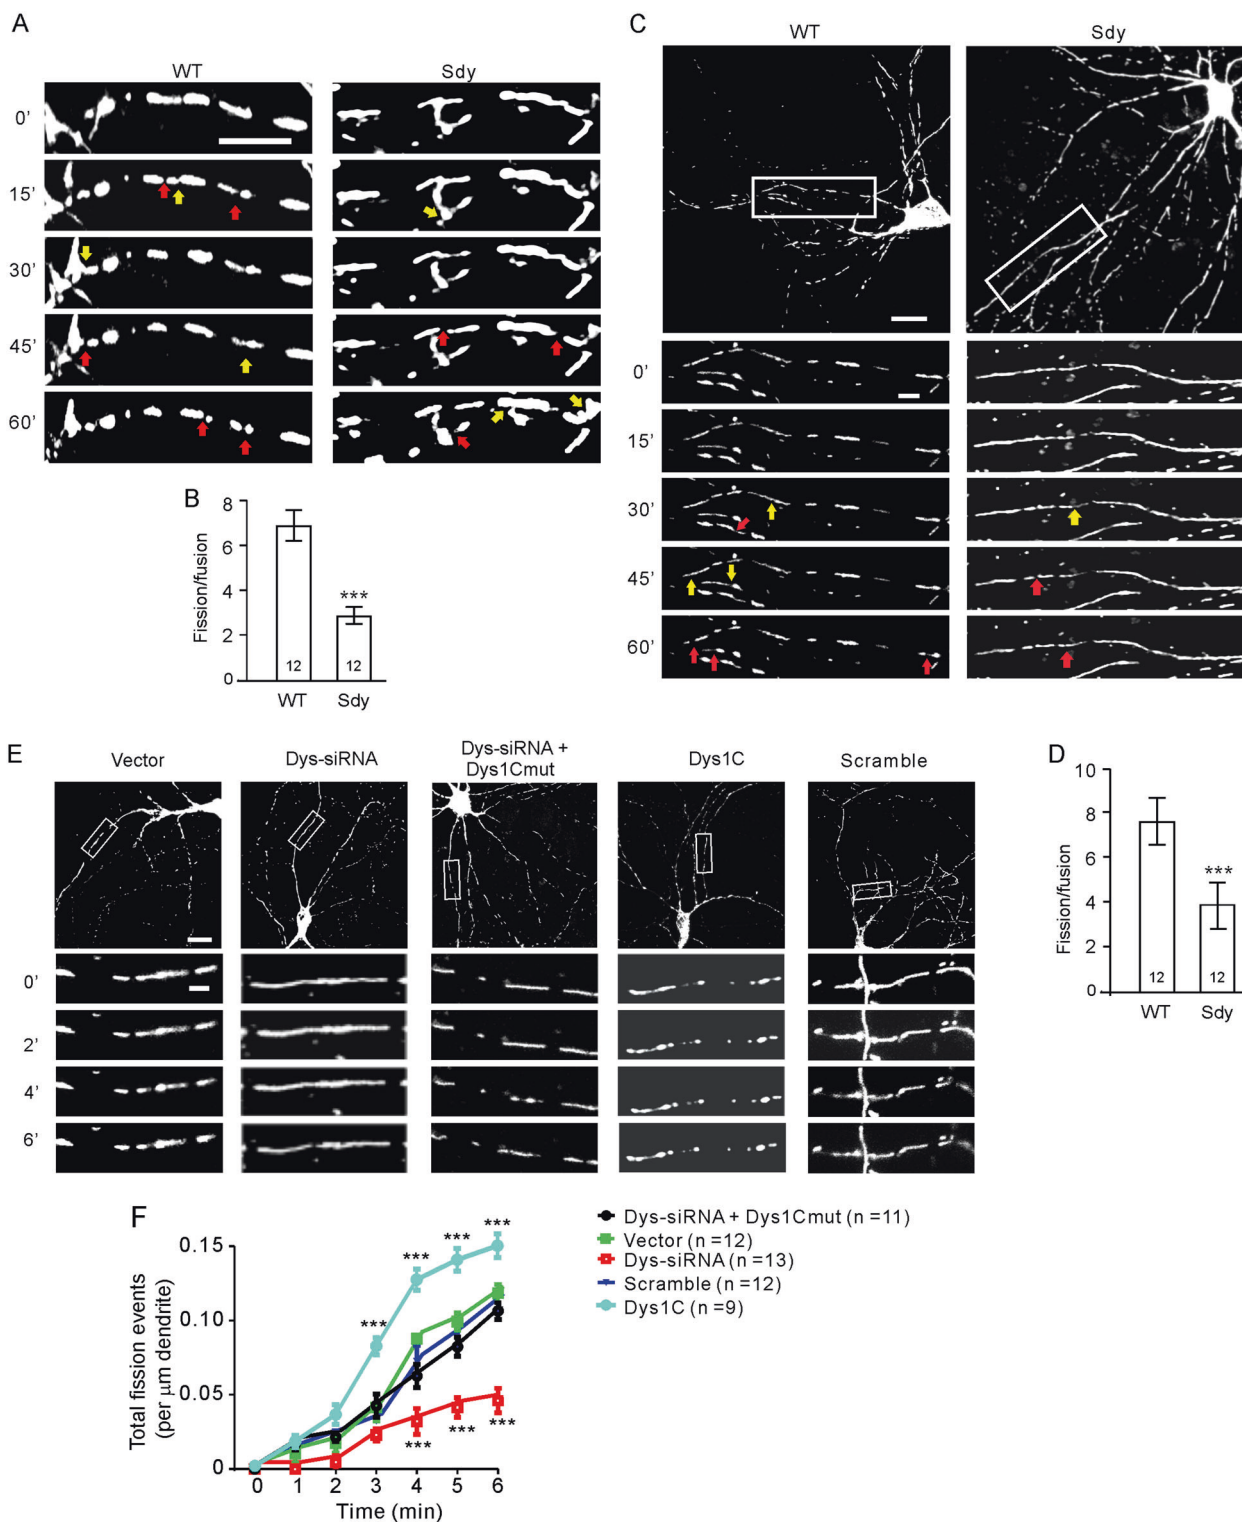 A
WT
Sdy
0'
15'
30'
45'
60'
B
Fission/fusion
8
6
4
2
0
***
12
12
WT
Sdy
C
WT
Sdy
0'
15'
30'
45'
60'
E
Vector
Dys-siRNA
Dys-siRNA +
Dys1Cmut
Dys1C
Scramble
0'
2'
4'
6'
D
Fission/fusion
10
8
6
4
2
0
***
12
12
WT
Sdy
F
Total fission events
(per μm dendrite)
0.15
0.10
0.05
0
***
***
***
***
***
***
***
0
1
2
3
4
5
6
Time (min)
Dys-siRNA + Dys1Cmut (n =11)
Vector (n =12)
Dys-siRNA (n =13)
Scramble (n =12)
Dys1C (n =9)